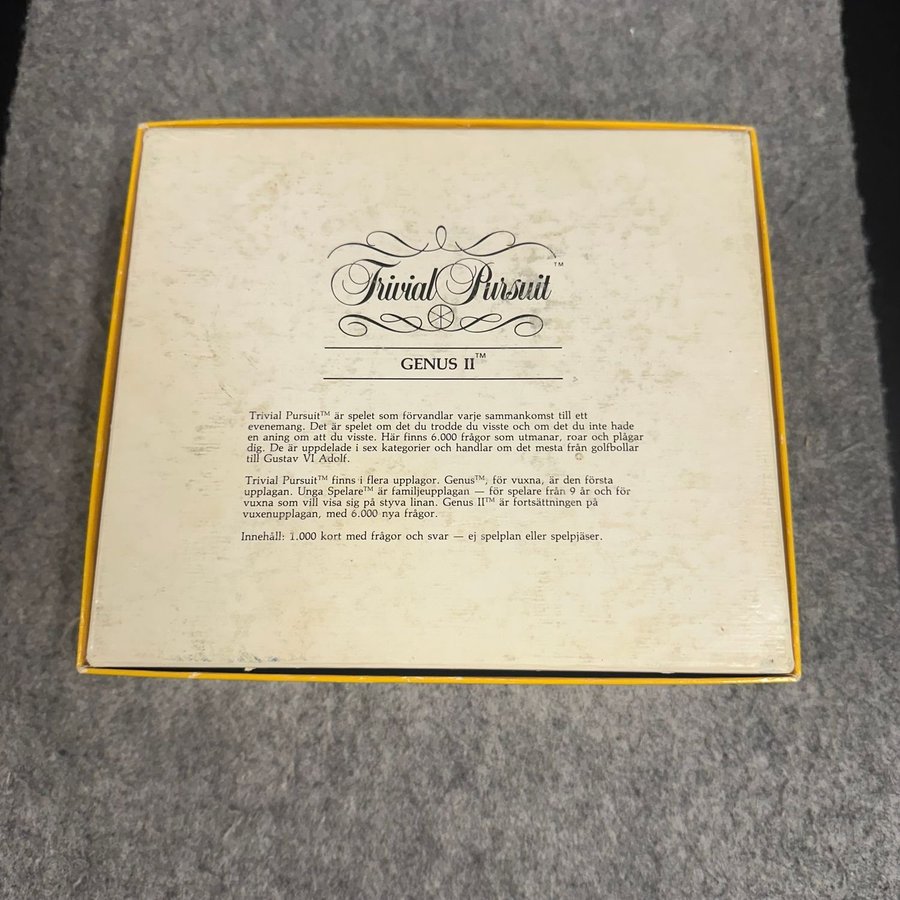 Trivial Pursuit™
GENUS II™
Trivial Pursuit™ är spelet som förvandlar varje sammankomst till ett
evenemang. Det är spelet om det du trodde du visste och om det du inte hade
en aning om att du visste. Här finns 6.000 frågor som utmanar, roar och plågar
dig. De är uppdelade i sex kategorier och handlar om det mesta från golfbollar
till Gustav VI Adolf.
Trivial Pursuit™ finns i flera upplagor. Genus™, för vuxna, är den första
upplagan. Unga Spelare™ är familjeupplagan — för spelare från 9 år och för
vuxna som vill visa sig på styva linan. Genus II™ är fortsättningen på
vuxenupplagan, med 6.000 nya frågor.
Innehåll: 1.000 kort med frågor och svar — ej spelplan eller spelpjäser.